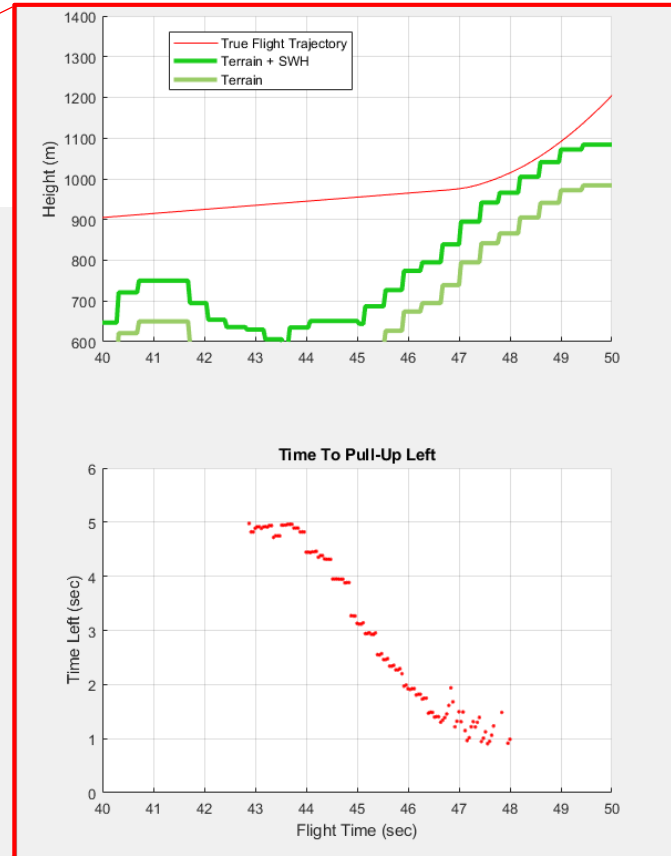 1400
1300
1200
1100
1000
900
800
700
600
Height (m)
True Flight Trajectory
Terrain + SWH
Terrain
40 41 42 43 44 45 46 47 48 49 50
Time To Pull-Up Left
6
5
4
3
2
1
0
Time Left (sec)
40 41 42 43 44 45 46 47 48 49 50
Flight Time (sec)